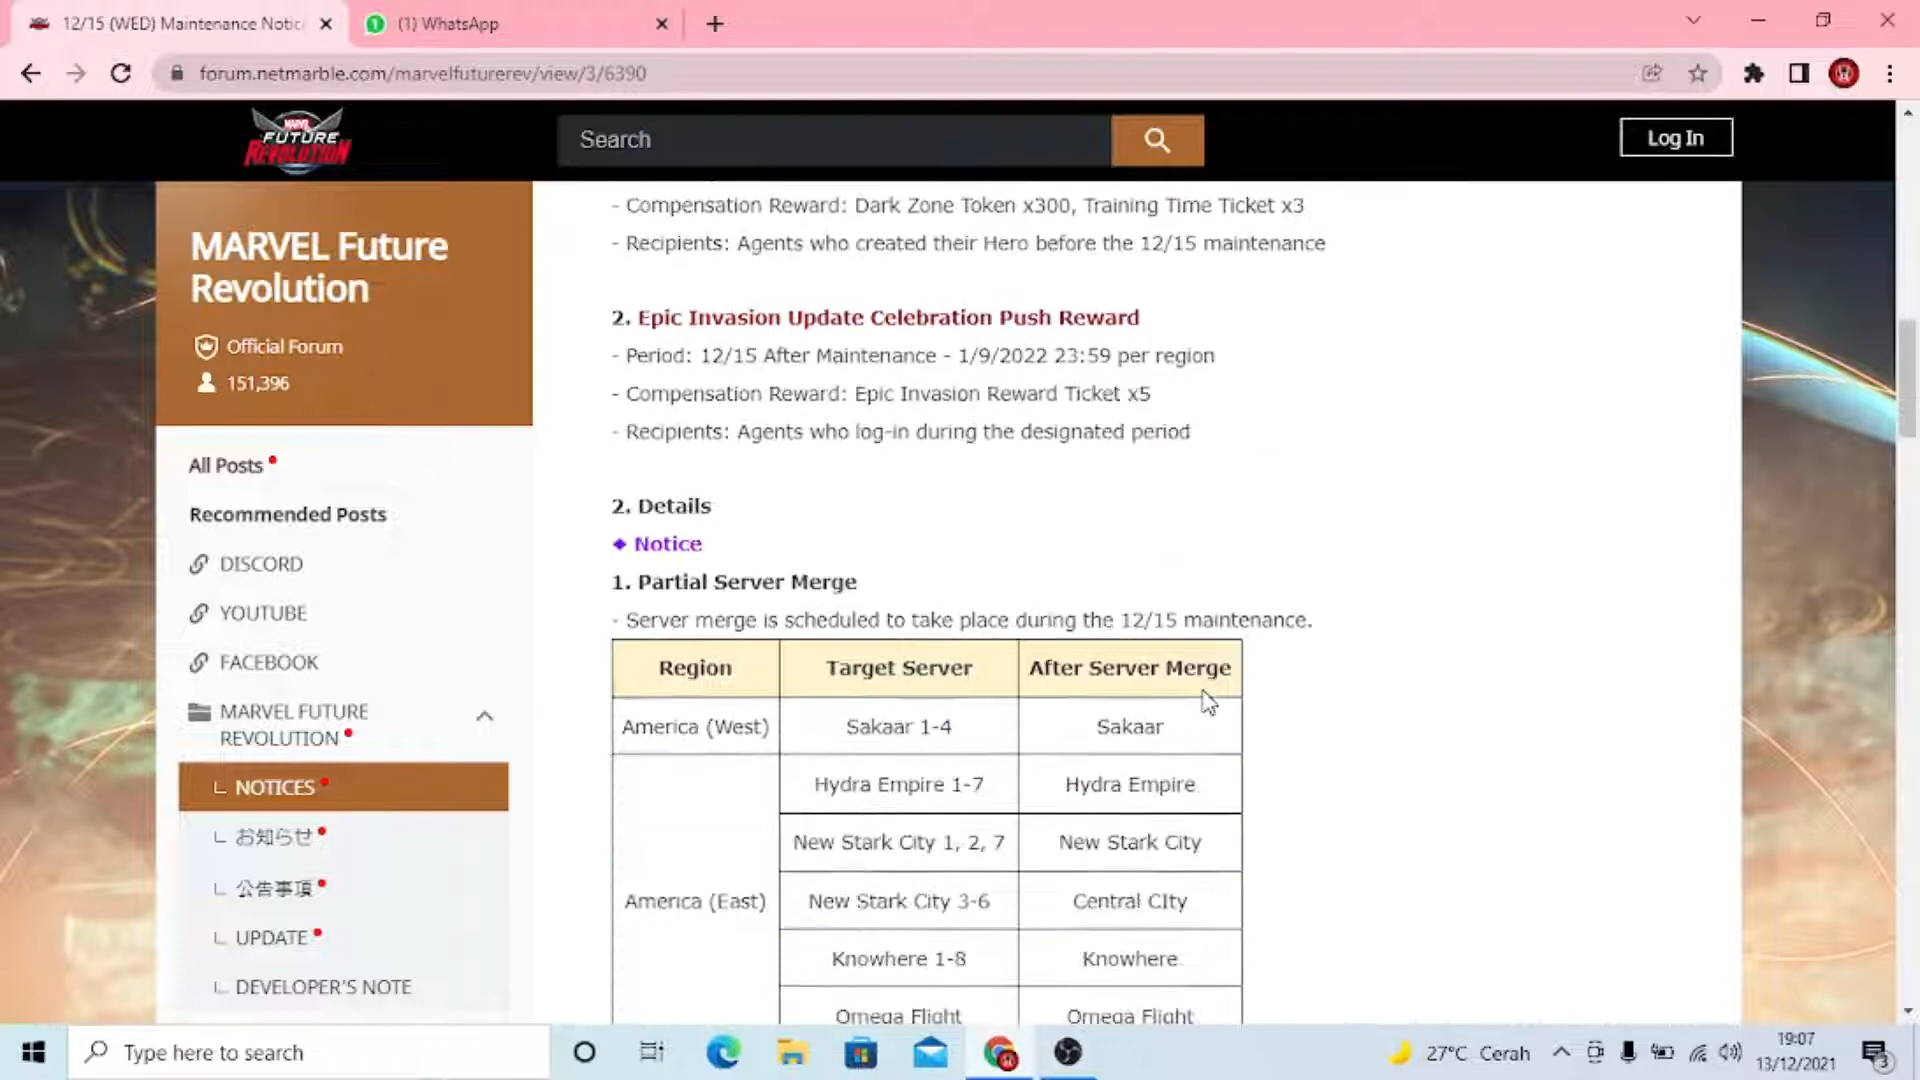 12/15 (WED) Maintenance Notic
(1) WhatsApp
forum.netmarble.com/marvelfuturerev/view/3/6390
MARVEL
FUTURE
REVOLUTION
Search
Log In
MARVEL Future
Revolution
Official Forum
151,396
All Posts
Recommended Posts
DISCORD
YOUTUBE
FACEBOOK
MARVEL FUTURE
REVOLUTION
NOTICES
お知らせ
公告事項
UPDATE
DEVELOPER'S NOTE
- Compensation Reward: Dark Zone Token x300, Training Time Ticket x3
- Recipients: Agents who created their Hero before the 12/15 maintenance
2. Epic Invasion Update Celebration Push Reward
- Period: 12/15 After Maintenance - 1/9/2022 23:59 per region
- Compensation Reward: Epic Invasion Reward Ticket x5
- Recipients: Agents who log-in during the designated period
2. Details
◆ Notice
1. Partial Server Merge
- Server merge is scheduled to take place during the 12/15 maintenance.
Region Target Server After Server Merge
America (West) Sakaar 1-4 Sakaar
Hydra Empire 1-7 Hydra Empire
New Stark City 1, 2, 7 New Stark City
America (East) New Stark City 3-6 Central CIty
Knowhere 1-8 Knowhere
Omega Flight Omega Flight
Type here to search
27°C Cerah
19:07
13/12/2021
3